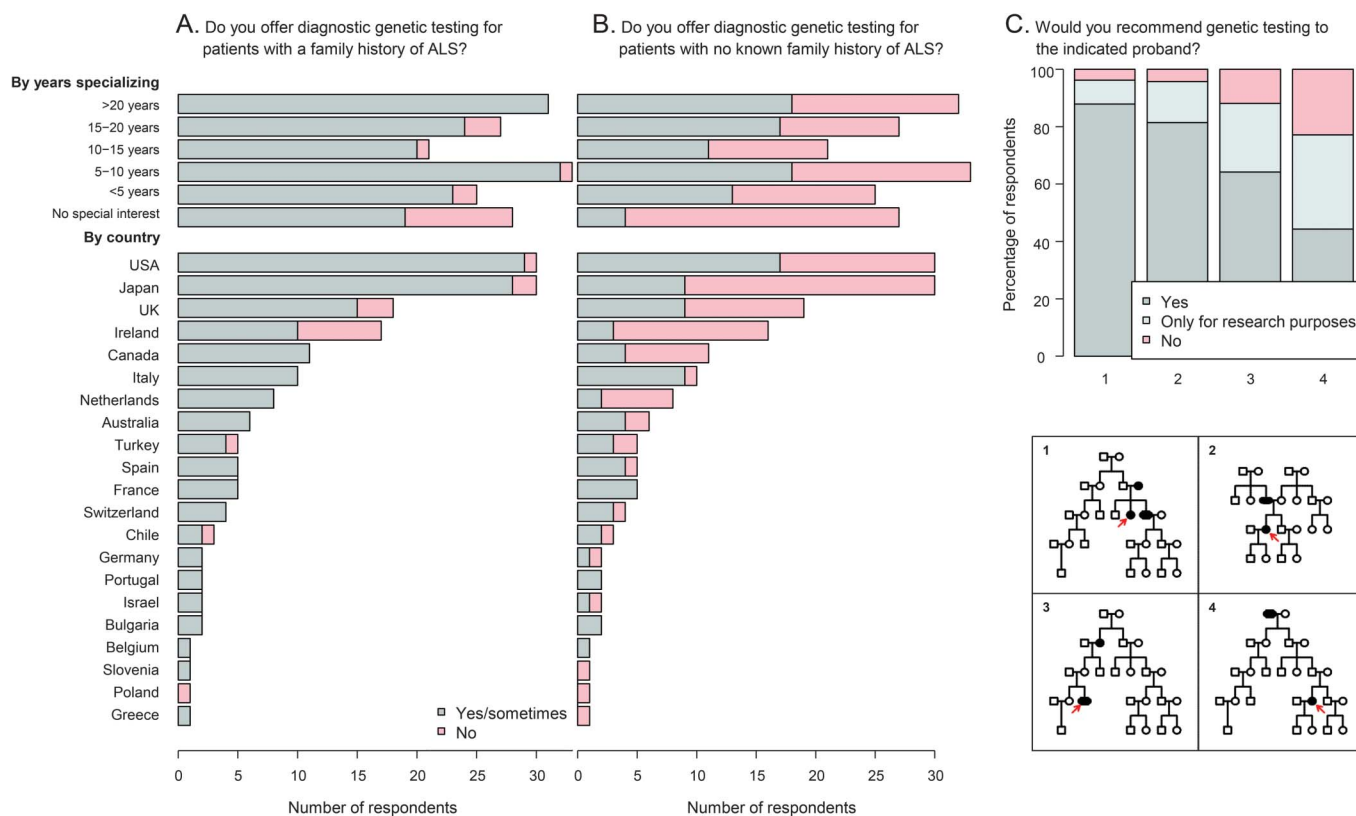 A. Do you offer diagnostic genetic testing for
patients with a family history of ALS?
B. Do you offer diagnostic genetic testing for
patients with no known family history of ALS?
C. Would you recommend genetic testing to
the indicated proband?
By years specializing
>20 years
15−20 years
10−15 years
5−10 years
<5 years
No special interest
By country
USA
Japan
UK
Ireland
Canada
Italy
Netherlands
Australia
Turkey
Spain
France
Switzerland
Chile
Germany
Portugal
Israel
Bulgaria
Belgium
Slovenia
Poland
Greece
Yes/sometimes
No
0 5 10 15 20 25 30
Number of respondents
0 5 10 15 20 25 30
Number of respondents
Percentage of respondents
100
80
60
40
20
0
Yes
Only for research purposes
No
1 2 3 4
1
2
3
4